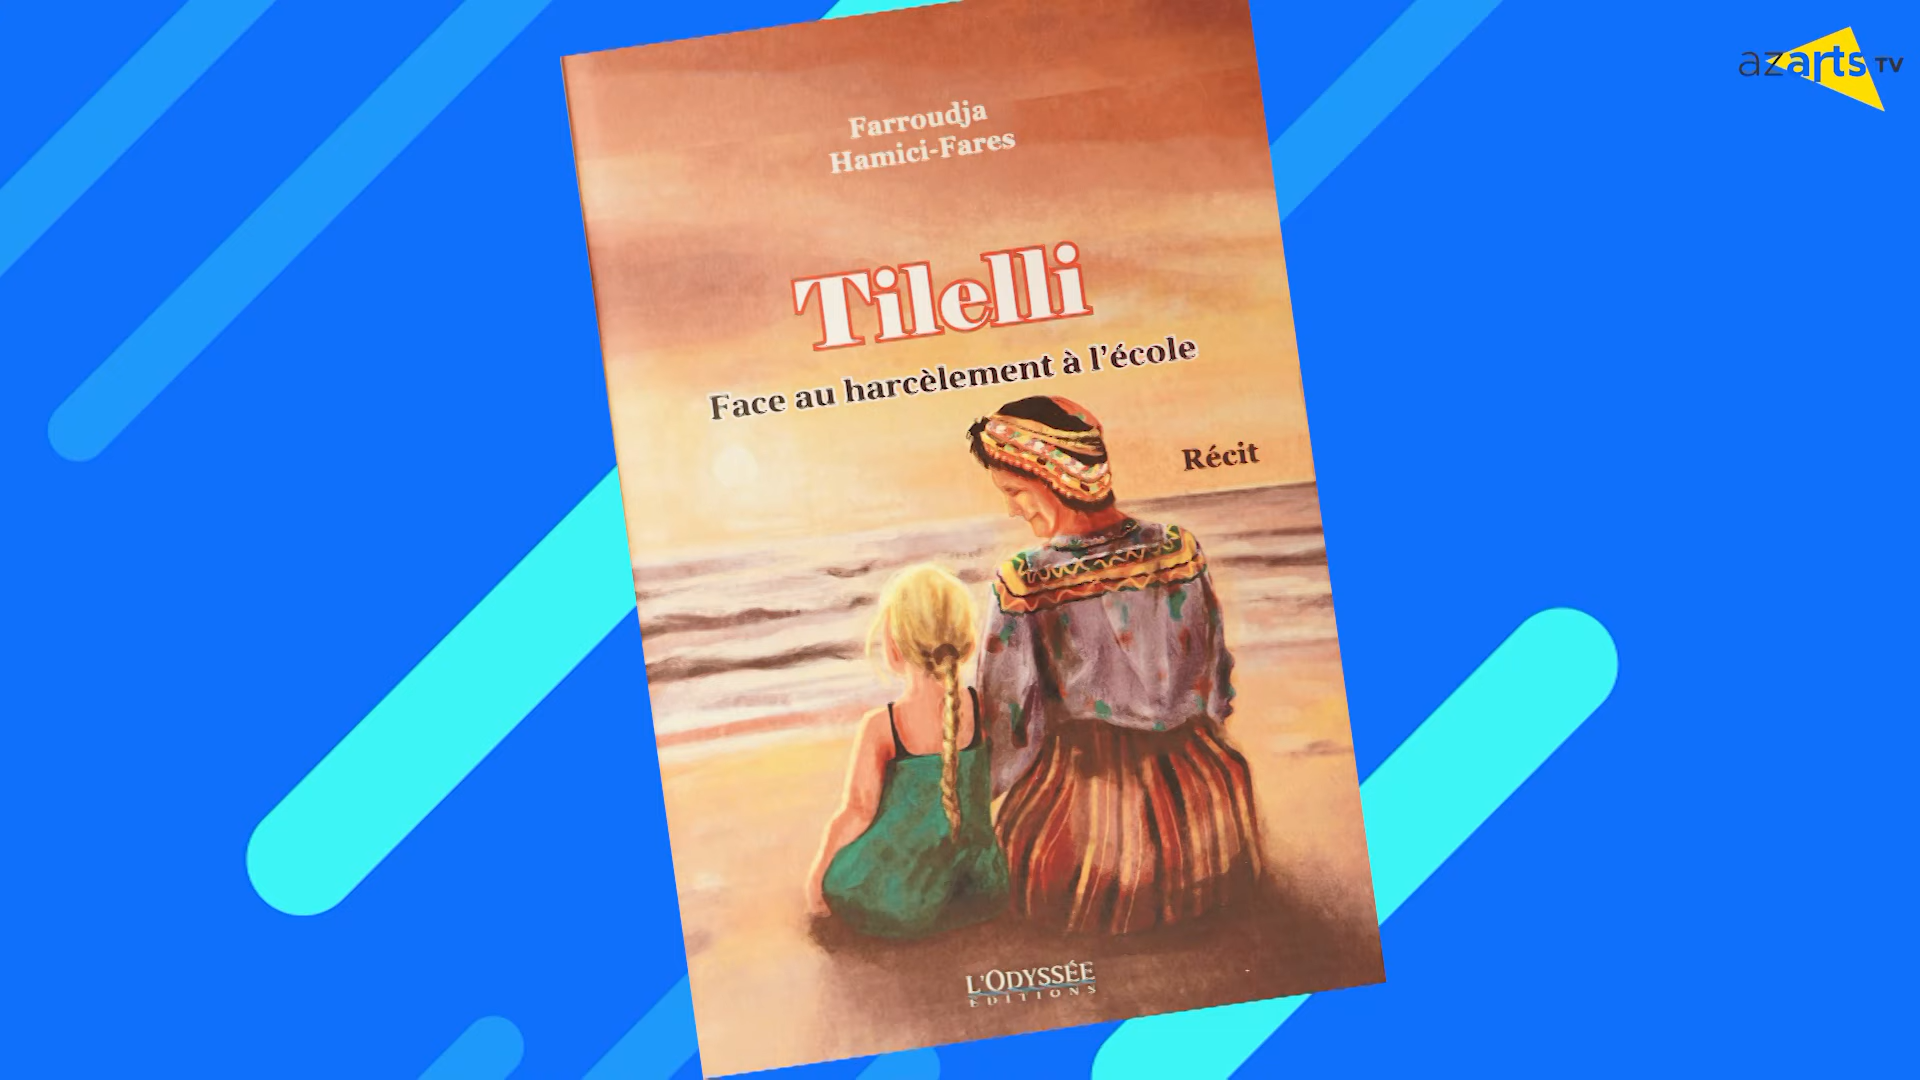 azarts TV
Farroudja
Hamici-Fares
Tilelli
Face au harcèlement à l'école
Récit
L'ODYSSÉE
ÉDITIONS